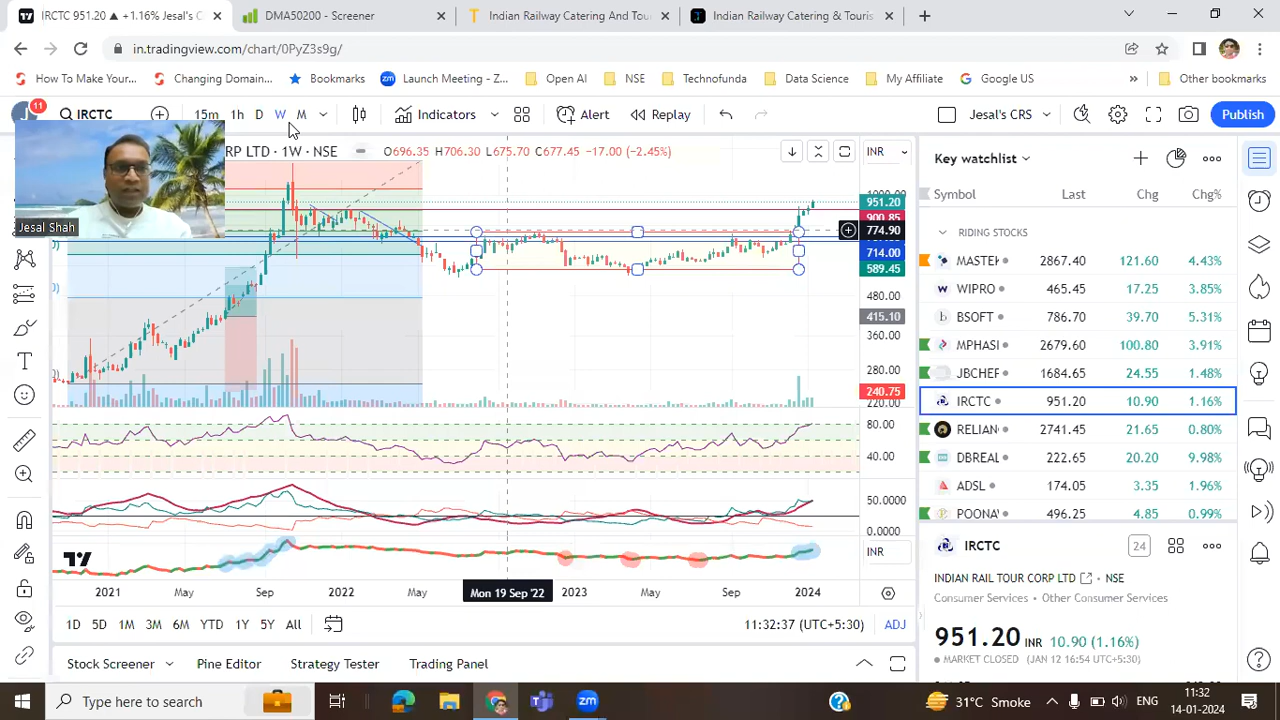 IRCTC 951.20 ▲ +1.16% Jesal's C
DMA50200 - Screener
Indian Railway Catering And Tou
Indian Railway Catering & Touris
in.tradingview.com/chart/0PyZ3s9g/
How To Make Your...
Changing Domain...
Bookmarks
Launch Meeting - Z...
Open AI
NSE
Technofunda
Data Science
My Affiliate
Google US
Other bookmarks
J
11
IRCTC
15m 1h D W M
Indicators
Alert
Replay
Jesal's CRS
Publish
RP LTD · 1W · NSE
O696.35 H706.30 L675.70 C677.45 -17.00 (-2.45%)
INR
Jesal Shah
1000.00
951.20
900.85
774.90
714.00
589.45
480.00
415.10
360.00
280.00
240.75
220.00
80.00
40.00
50.0000
0.0000
INR
2021 May Sep 2022 May Mon 19 Sep '22 2023 May Sep 2024
1D 5D 1M 3M 6M YTD 1Y 5Y All
11:32:37 (UTC+5:30)
ADJ
Stock Screener
Pine Editor
Strategy Tester
Trading Panel
Key watchlist
Symbol Last Chg Chg%
RIDING STOCKS
MASTEK 2867.40 121.60 4.43%
WIPRO 465.45 17.25 3.85%
BSOFT 786.70 39.70 5.31%
MPHASI 2679.60 100.80 3.91%
JBCHEP 1684.65 24.55 1.48%
IRCTC 951.20 10.90 1.16%
RELIAN 2741.45 21.65 0.80%
DBREAL 222.65 20.20 9.98%
ADSL 174.05 3.35 1.96%
POONA 496.25 4.85 0.99%
IRCTC
24
INDIAN RAIL TOUR CORP LTD · NSE
Consumer Services • Other Consumer Services
951.20 INR 10.90 (1.16%)
MARKET CLOSED (JAN 12 16:54 UTC+5:30)
Type here to search
31°C Smoke
ENG
11:32
14-01-2024